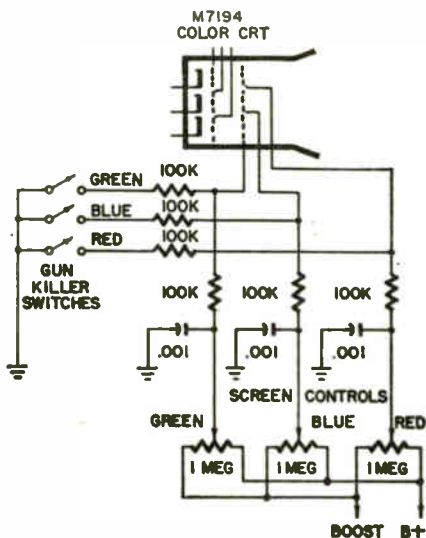 M7194
COLOR CRT
GREEN
100K
BLUE
100K
RED
100K
GUN
KILLER
SWITCHES
100K 100K 100K
.001 .001 .001
SCREEN CONTROLS
GREEN BLUE RED
1 MEG 1 MEG 1 MEG
BOOST B+